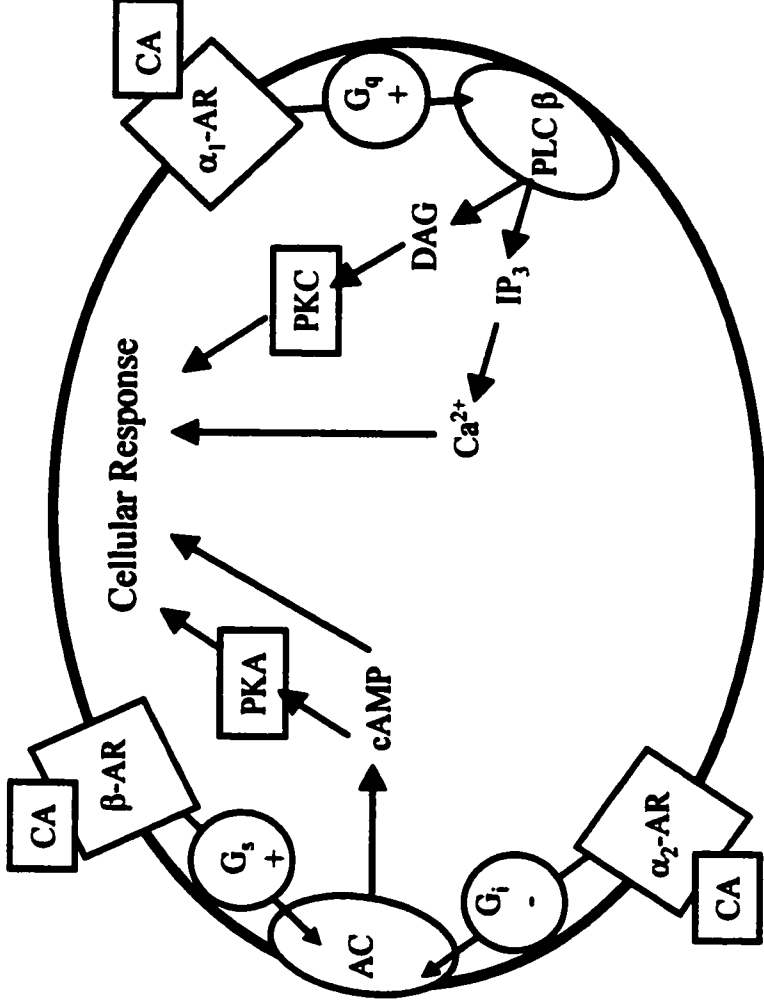 CA
β-AR
Gs
+
AC
Gi
-
α2-AR
CA
cAMP
PKA
Cellular Response
Ca2+
IP3
DAG
PKC
PLC β
Gq
+
α1-AR
CA